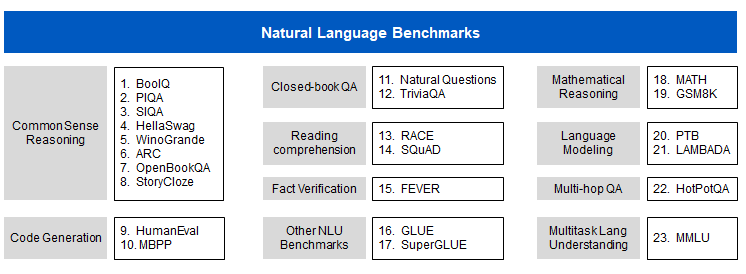 Natural Language Benchmarks
Common Sense
Reasoning
1. BoolQ
2. PIQA
3. SIQA
4. HellaSwag
5. WinoGrande
6. ARC
7. OpenBookQA
8. StoryCloze
Code Generation
9. HumanEval
10. MBPP
Closed-book QA
11. Natural Questions
12. TriviaQA
Reading
comprehension
13. RACE
14. SQuAD
Fact Verification
15. FEVER
Other NLU
Benchmarks
16. GLUE
17. SuperGLUE
Mathematical
Reasoning
18. MATH
19. GSM8K
Language
Modeling
20. PTB
21. LAMBADA
Multi-hop QA
22. HotPotQA
Multitask Lang
Understanding
23. MMLU